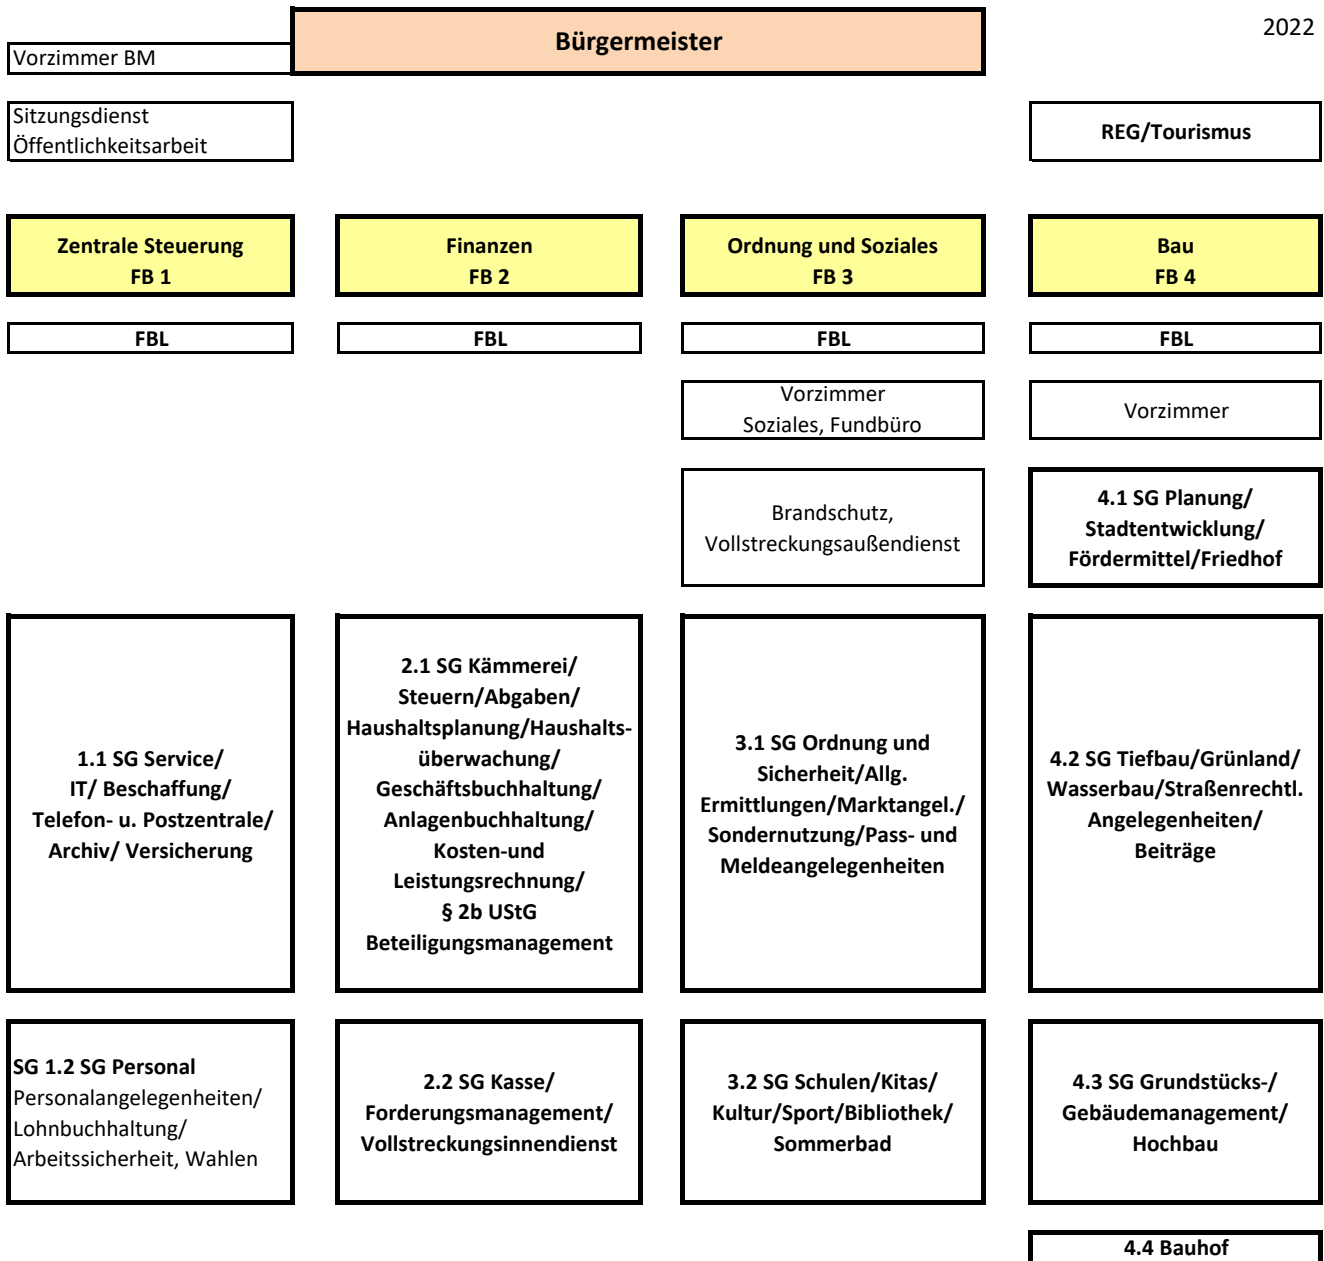 2022
Bürgermeister
Vorzimmer BM
Sitzungsdienst
Öffentlichkeitsarbeit
REG/Tourismus
Zentrale Steuerung
FB 1
Finanzen
FB 2
Ordnung und Soziales
FB 3
Bau
FB 4
FBL
FBL
FBL
FBL
Vorzimmer
Soziales, Fundbüro
Vorzimmer
Brandschutz,
Vollstreckungsaußendienst
4.1 SG Planung/
Stadtentwicklung/
Fördermittel/Friedhof
1.1 SG Service/
IT/ Beschaffung/
Telefon- u. Postzentrale/
Archiv/ Versicherung
2.1 SG Kämmerei/
Steuern/Abgaben/
Haushaltsplanung/Haushalts-
überwachung/
Geschäftsbuchhaltung/
Anlagenbuchhaltung/
Kosten-und
Leistungsrechnung/
§ 2b UStG
Beteiligungsmanagement
3.1 SG Ordnung und
Sicherheit/Allg.
Ermittlungen/Marktangel./
Sondernutzung/Pass- und
Meldeangelegenheiten
4.2 SG Tiefbau/Grünland/
Wasserbau/Straßenrechtl.
Angelegenheiten/
Beiträge
SG 1.2 SG Personal
Personalangelegenheiten/
Lohnbuchhaltung/
Arbeitssicherheit, Wahlen
2.2 SG Kasse/
Forderungsmanagement/
Vollstreckungsinnendienst
3.2 SG Schulen/Kitas/
Kultur/Sport/Bibliothek/
Sommerbad
4.3 SG Grundstücks-/
Gebäudemanagement/
Hochbau
4.4 Bauhof